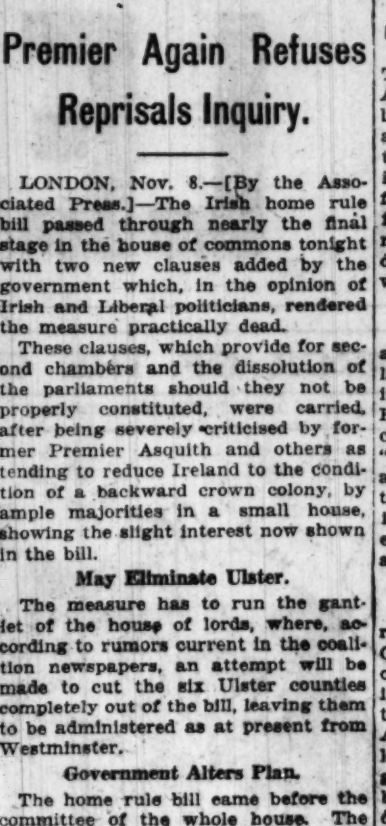 Premier Again Refuses
Reprisals Inquiry.
LONDON, Nov. 8.—[By the Asso-
ciated Press.]—The Irish home rule
bill passed through nearly the final
stage in the house of commons tonight
with two new clauses added by the
government which, in the opinion of
Irish and Liberal politicians, rendered
the measure practically dead.
These clauses, which provide for sec-
ond chambers and the dissolution of
the parliaments should they not be
properly constituted, were carried,
after being severely criticised by for-
mer Premier Asquith and others as
tending to reduce Ireland to the condi-
tion of a backward crown colony, by
ample majorities in a small house,
showing the slight interest now shown
in the bill.
May Eliminate Ulster.
The measure has to run the gant-
let of the house of lords, where, ac-
cording to rumors current in the coali-
tion newspapers, an attempt will be
made to cut the six Ulster counties
completely out of the bill, leaving them
to be administered as at present from
Westminster.
Government Alters Plan.
The home rule bill came before the
committee of the whole house. The